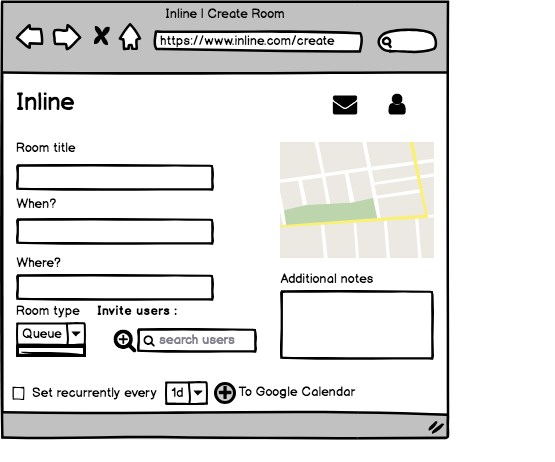 Inline | Create Room
https://www.inline.com/create
Inline
Room title
When?
Where?
Additional notes
Room type Invite users :
Queue
search users
Set recurrently every 1d To Google Calendar